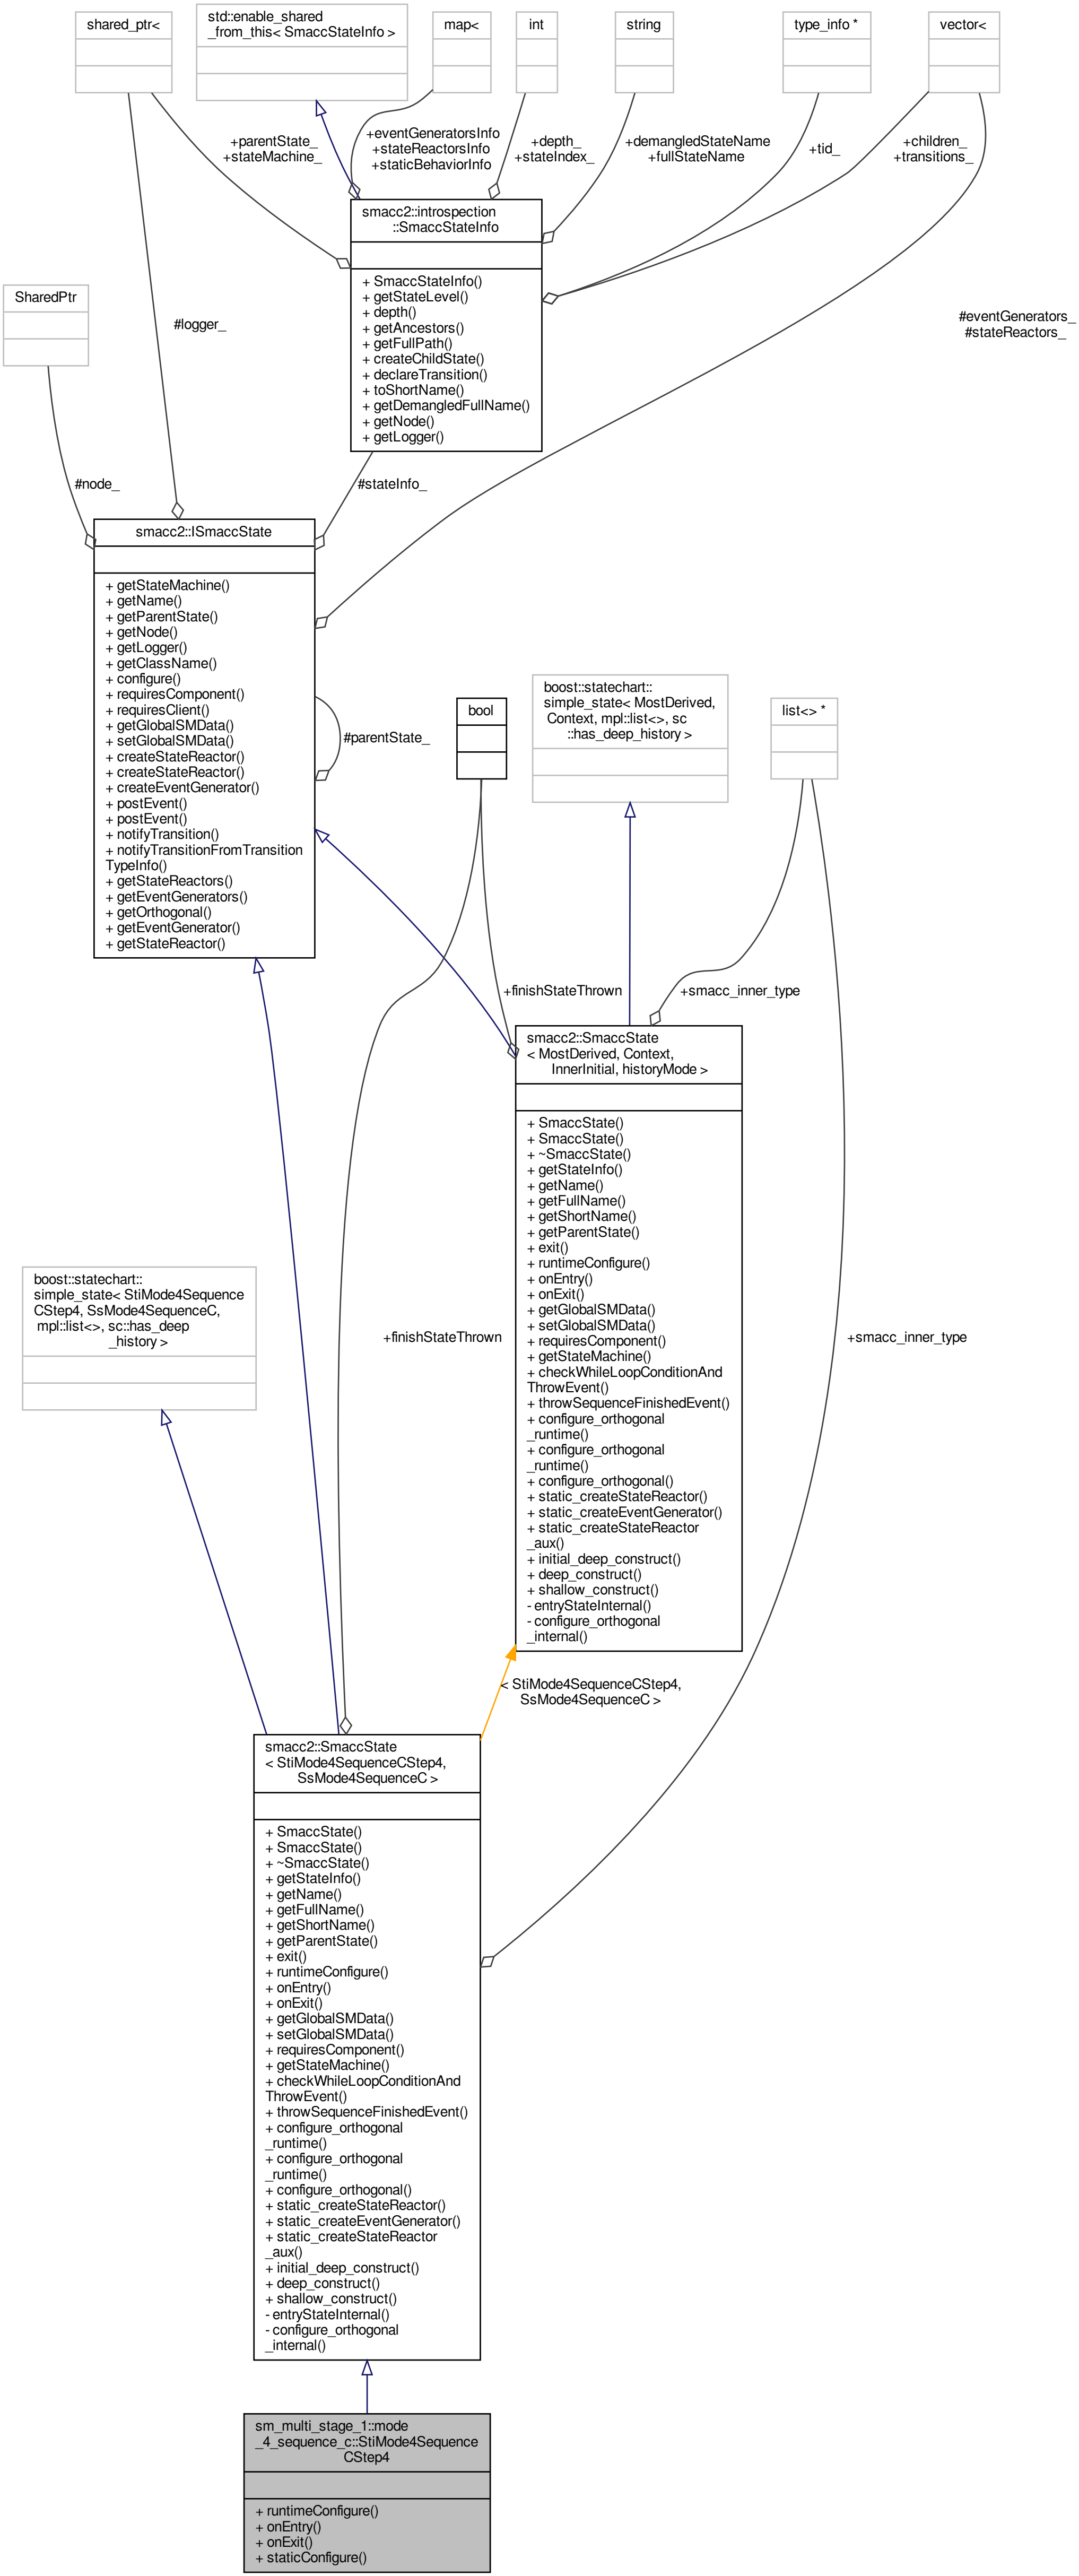 shared_ptr<
std::enable_shared
_from_this< SmaccStateInfo >
map<
int
string
type_info *
vector<
+parentState_
+stateMachine_
+eventGeneratorsInfo
+stateReactorsInfo
+staticBehaviorInfo
+depth_
+stateIndex_
+demangledStateName
+fullStateName
+tid_
+children_
+transitions_
smacc2::introspection
::SmaccStateInfo
+ SmaccStateInfo()
+ getStateLevel()
+ depth()
+ getAncestors()
+ getFullPath()
+ createChildState()
+ declareTransition()
+ toShortName()
+ getDemangledFullName()
+ getNode()
+ getLogger()
SharedPtr
#logger_
#eventGenerators_
#stateReactors_
#node_
#stateInfo_
smacc2::ISmaccState
+ getStateMachine()
+ getName()
+ getParentState()
+ getNode()
+ getLogger()
+ getClassName()
+ configure()
+ requiresComponent()
+ requiresClient()
+ getGlobalSMData()
+ setGlobalSMData()
+ createStateReactor()
+ createStateReactor()
+ createEventGenerator()
+ postEvent()
+ postEvent()
+ notifyTransition()
+ notifyTransitionFromTransition
TypeInfo()
+ getStateReactors()
+ getEventGenerators()
+ getOrthogonal()
+ getEventGenerator()
+ getStateReactor()
#parentState_
bool
boost::statechart::
simple_state< MostDerived,
Context, mpl::list<>, sc
::has_deep_history >
list<> *
+finishStateThrown
+smacc_inner_type
smacc2::SmaccState
< MostDerived, Context,
InnerInitial, historyMode >
+ SmaccState()
+ SmaccState()
+ ~SmaccState()
+ getStateInfo()
+ getName()
+ getFullName()
+ getShortName()
+ getParentState()
+ exit()
+ runtimeConfigure()
+ onEntry()
+ onExit()
+ getGlobalSMData()
+ setGlobalSMData()
+ requiresComponent()
+ getStateMachine()
+ checkWhileLoopConditionAnd
ThrowEvent()
+ throwSequenceFinishedEvent()
+ configure_orthogonal
_runtime()
+ configure_orthogonal
_runtime()
+ configure_orthogonal()
+ static_createStateReactor()
+ static_createEventGenerator()
+ static_createStateReactor
_aux()
+ initial_deep_construct()
+ deep_construct()
+ shallow_construct()
- entryStateInternal()
- configure_orthogonal
_internal()
boost::statechart::
simple_state< StiMode4Sequence
CStep4, SsMode4SequenceC,
mpl::list<>, sc::has_deep
_history >
+finishStateThrown
+smacc_inner_type
< StiMode4SequenceCStep4,
SsMode4SequenceC >
smacc2::SmaccState
< StiMode4SequenceCStep4,
SsMode4SequenceC >
+ SmaccState()
+ SmaccState()
+ ~SmaccState()
+ getStateInfo()
+ getName()
+ getFullName()
+ getShortName()
+ getParentState()
+ exit()
+ runtimeConfigure()
+ onEntry()
+ onExit()
+ getGlobalSMData()
+ setGlobalSMData()
+ requiresComponent()
+ getStateMachine()
+ checkWhileLoopConditionAnd
ThrowEvent()
+ throwSequenceFinishedEvent()
+ configure_orthogonal
_runtime()
+ configure_orthogonal
_runtime()
+ configure_orthogonal()
+ static_createStateReactor()
+ static_createEventGenerator()
+ static_createStateReactor
_aux()
+ initial_deep_construct()
+ deep_construct()
+ shallow_construct()
- entryStateInternal()
- configure_orthogonal
_internal()
sm_multi_stage_1::mode
_4_sequence_c::StiMode4Sequence
CStep4
+ runtimeConfigure()
+ onEntry()
+ onExit()
+ staticConfigure()